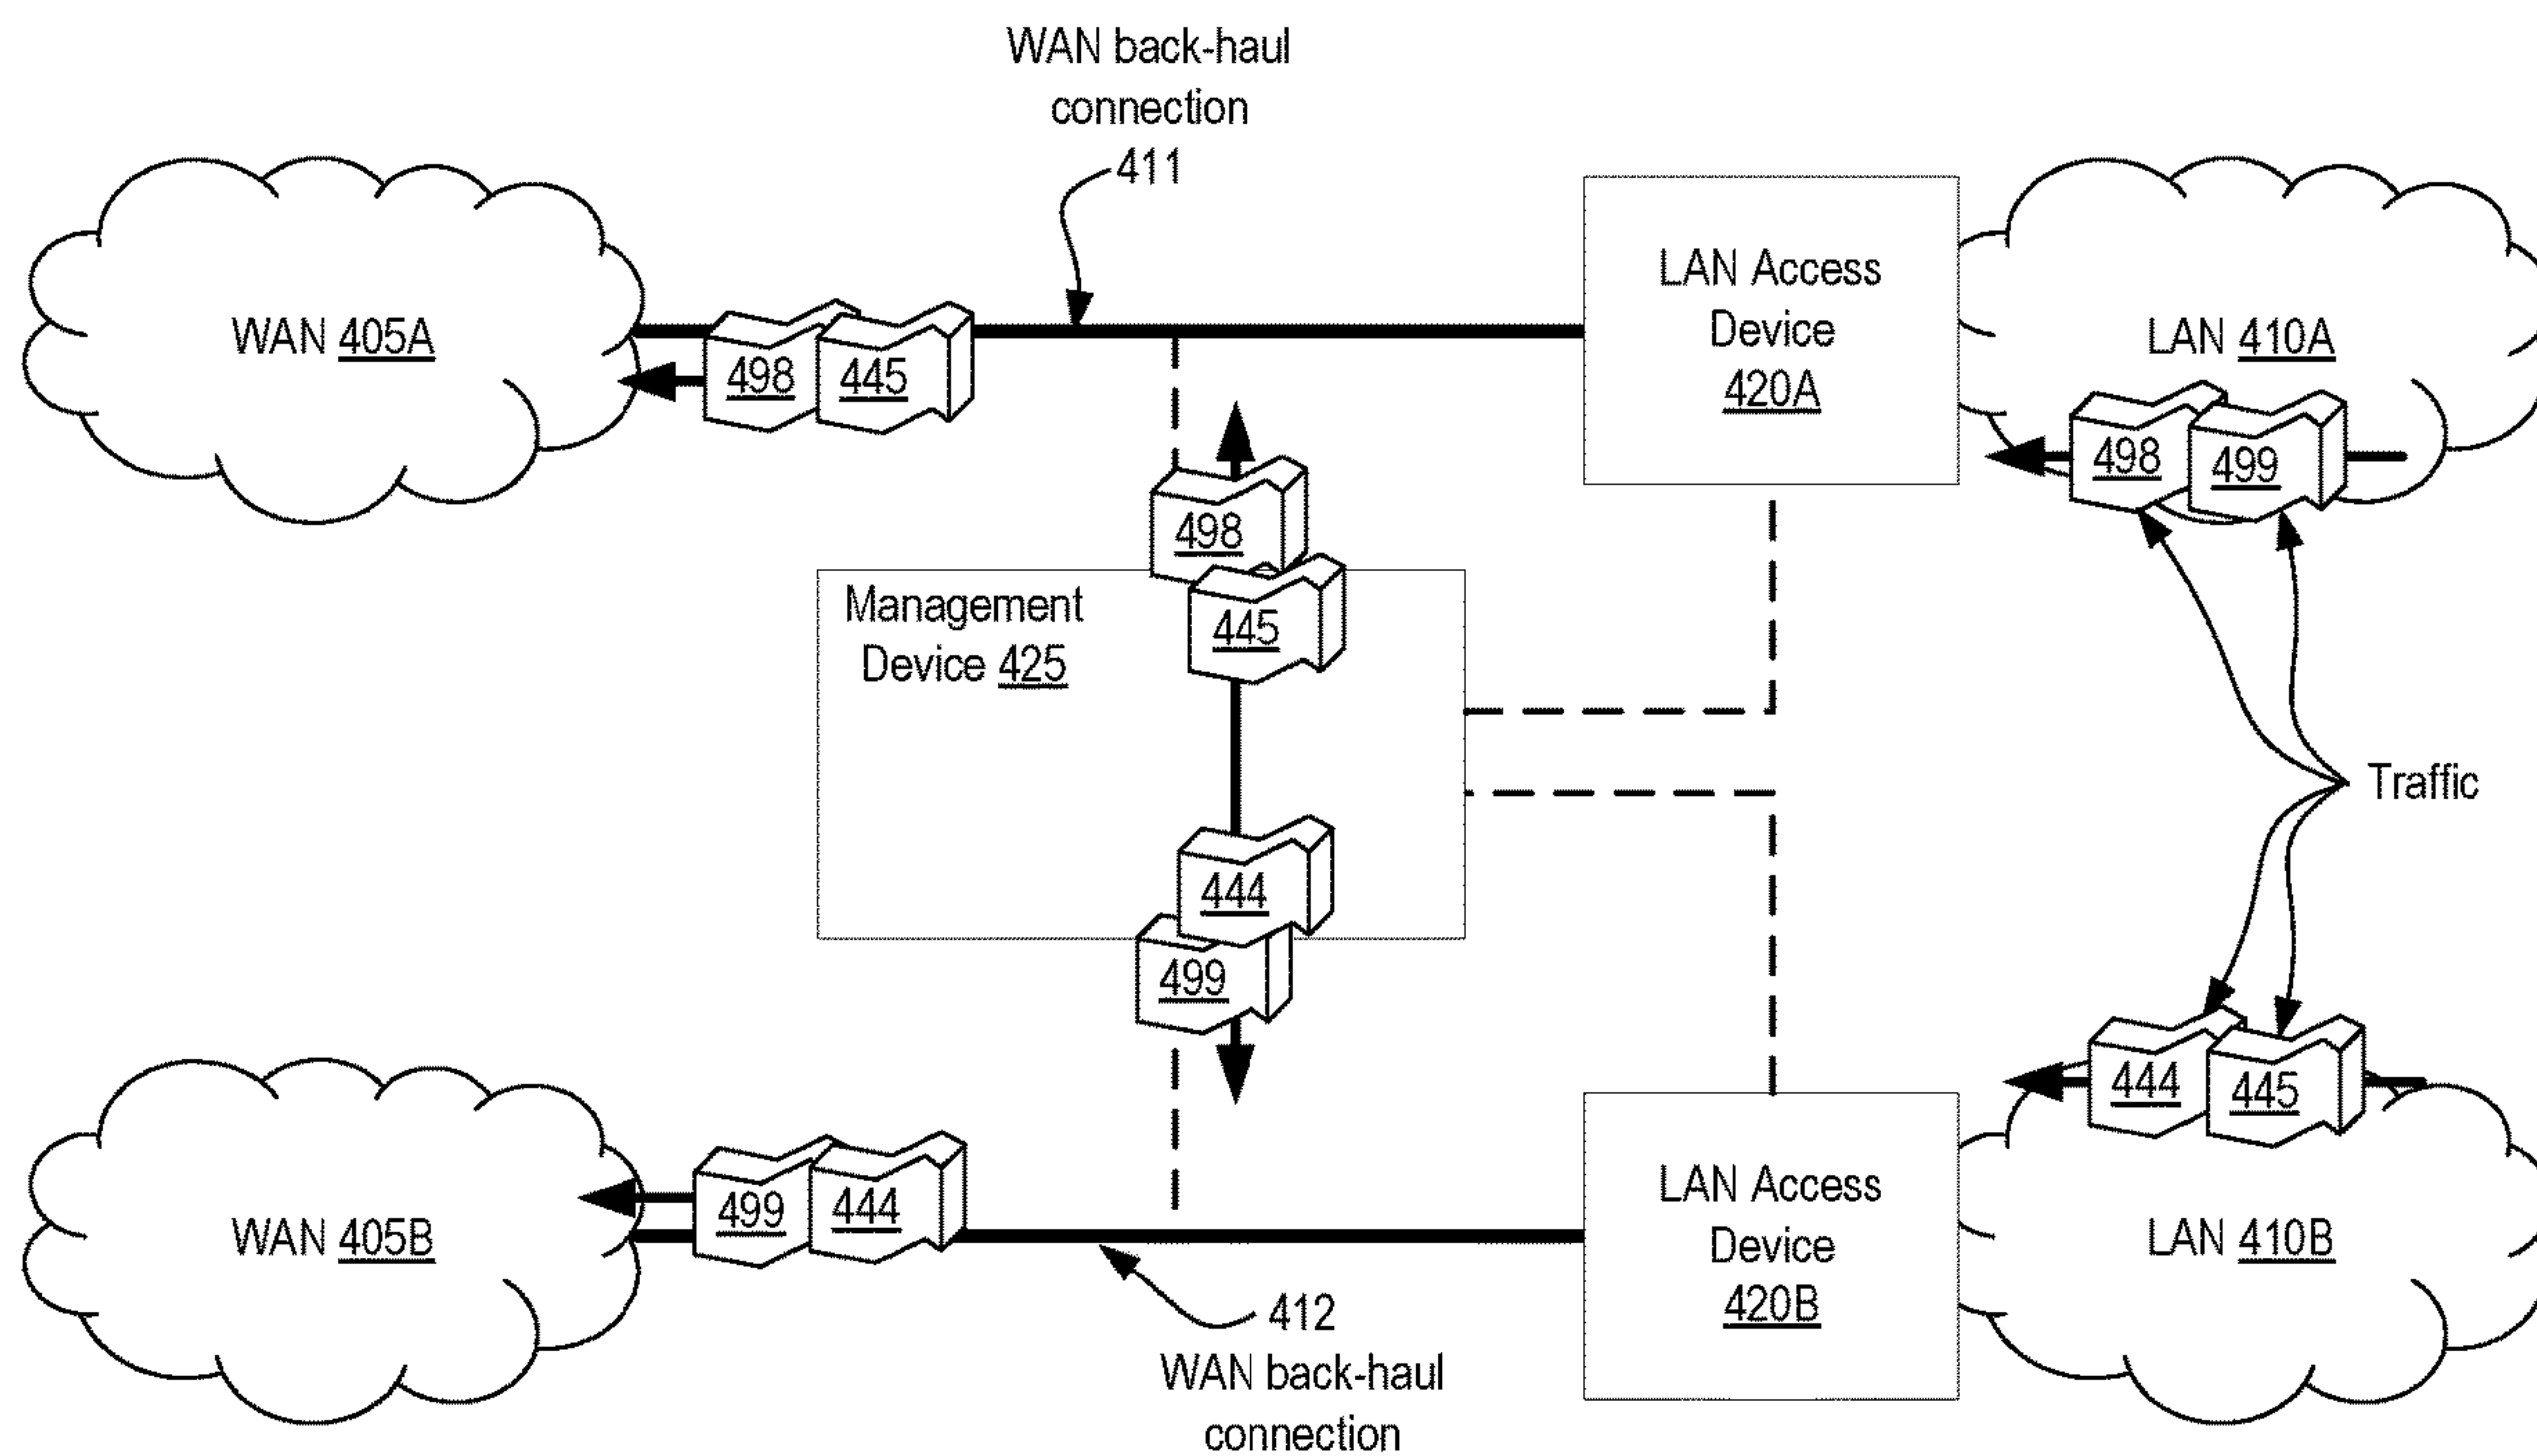 WAN back-haul
connection
411
WAN 405A
498
445
LAN Access
Device
420A
LAN 410A
498
499
498
445
Management
Device 425
Traffic
444
499
444
445
WAN 405B
499
444
LAN Access
Device
420B
LAN 410B
412
WAN back-haul
connection